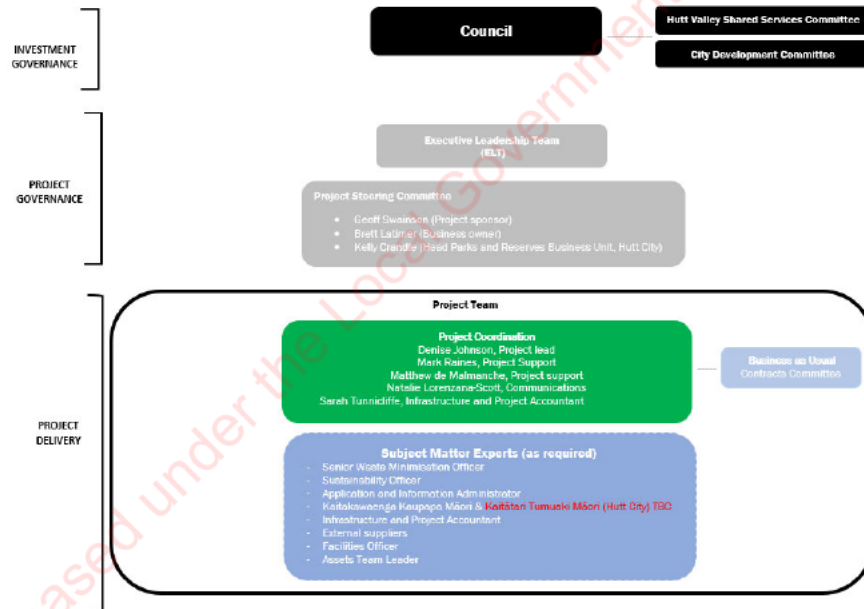 Council
Hutt Valley Shared Services Committee
City Development Committee
INVESTMENT
GOVERNANCE
Executive Leadership Team
(ELT)
PROJECT
GOVERNANCE
Project Steering Committee
• Geoff Swainson (Project sponsor)
• Brett Latimer (Business owner)
• Kelly Crandle (Head Parks and Reserves Business Unit, Hutt City)
Project Team
Project Coordination
Denise Johnson, Project lead
Mark Raines, Project Support
Matthew de Malmanche, Project support
Natalie Lorenzana-Scott, Communications
Sarah Tunnicliffe, Infrastructure and Project Accountant
Business as Usual
Contracts Committee
PROJECT
DELIVERY
Subject Matter Experts (as required)
- Senior Waste Minimisation Officer
- Sustainability Officer
- Application and Information Administrator
- Kaitakawaenga Kaupapa Māori & Kaitātari Tumuaki Māori (Hutt City) TBC
- Infrastructure and Project Accountant
- External suppliers
- Facilities Officer
- Assets Team Leader
ased under the Local Government